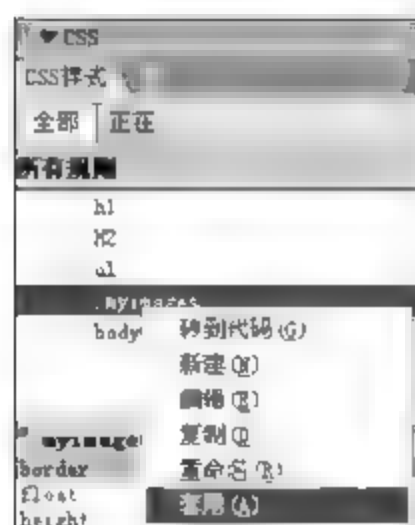 CSS
CSS样式
全部 正在
所有规则
h1
H2
ul
.myimages
body
转到代码(G)
新建(N)
编辑(E)
复制(D)
重命名(R)
套用(A)
myimage
border
float
height